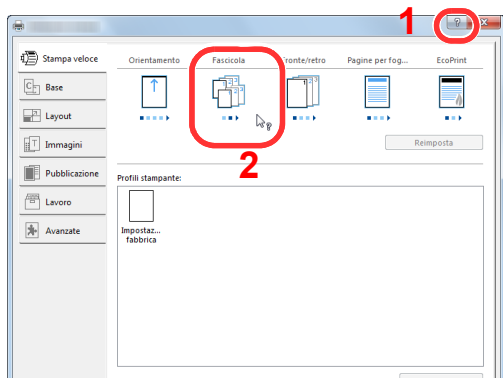 1
?
Stampa veloce
Orientamento
Fascicola
Fronte/retro
Pagine per fog...
EcoPrint
Base
Layout
Immagini
Reimposta
2
Pubblicazione
Profili stampante:
Lavoro
Avanzate
Impostaz...
fabbrica